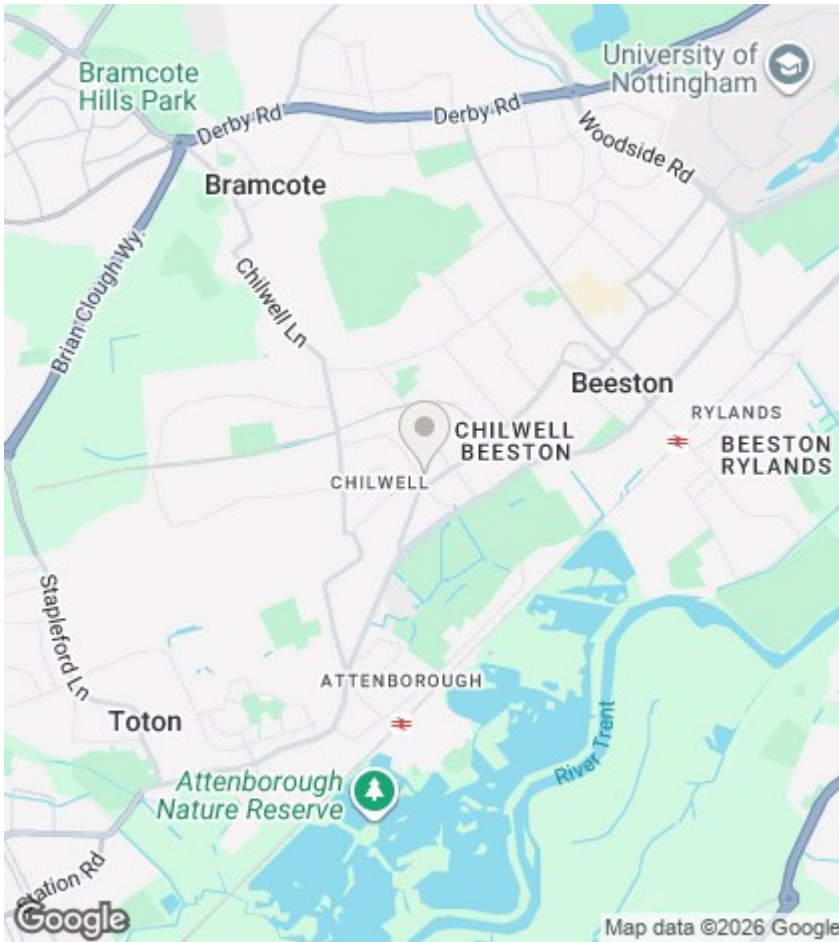 University of
Nottingham
Bramcote
Hills Park
Derby Rd
Derby Rd
Woodside Rd
Bramcote
Brian Clough Wy.
Chilwell Ln
Beeston
RYLANDS
CHILWELL
BEESTON
BEESTON
RYLANDS
CHILWELL
Stapleford Ln
ATTENBOROUGH
Toton
River Trent
Attenborough
Nature Reserve
Station Rd
Google
Map data ©2026 Google